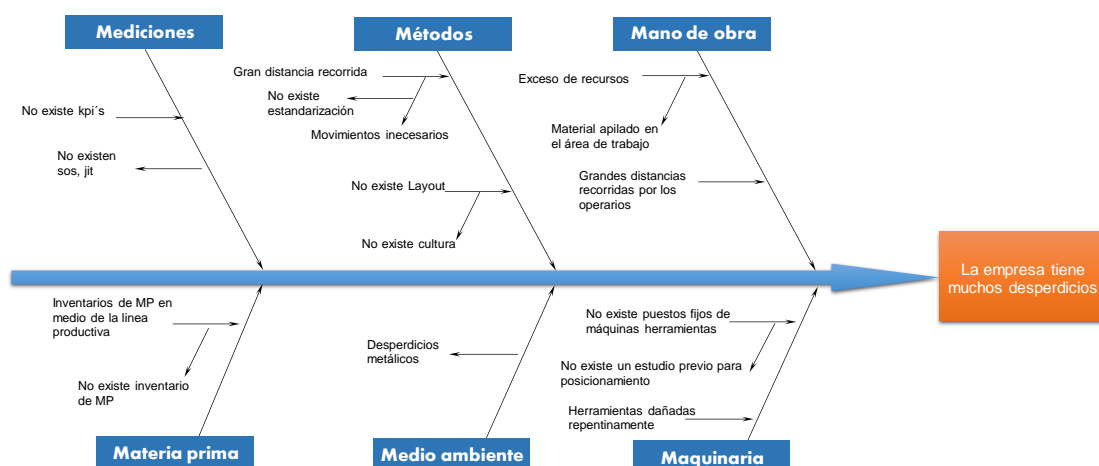 Mediciones
Métodos
Mano de obra
Gran distancia recorrida
No existe
estandarización
Movimientos inecesarios
Exceso de recursos
Material apilado en
el área de trabajo
No existe kpi´s
No existen
sos, jit
No existe Layout
No existe cultura
Grandes distancias
recorridas por los
operarios
La empresa tiene
muchos desperdicios
Inventarios de MP en
medio de la linea
productiva
No existe inventario
de MP
Desperdicios
metálicos
No existe puestos fijos de
máquinas herramientas
No existe un estudio previo para
posicionamiento
Herramientas dañadas
repentinamente
Materia prima
Medio ambiente
Maquinaria